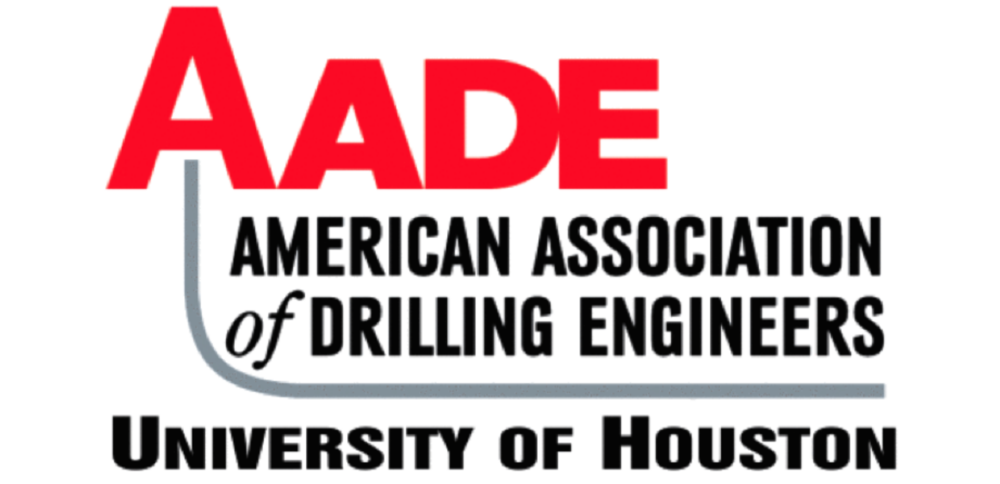 AADE
AMERICAN ASSOCIATION
of DRILLING ENGINEERS
UNIVERSITY OF HOUSTON